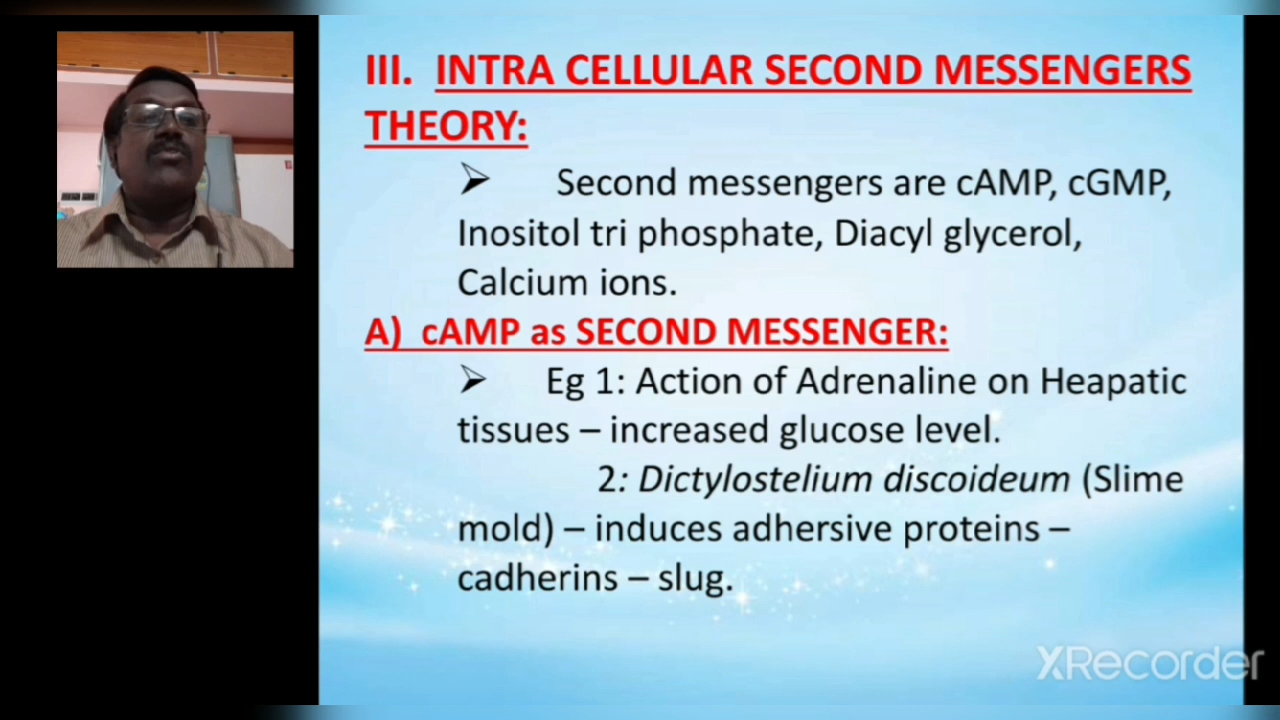 III. INTRA CELLULAR SECOND MESSENGERS
THEORY:
➢ Second messengers are cAMP, cGMP,
Inositol tri phosphate, Diacyl glycerol,
Calcium ions.
A) cAMP as SECOND MESSENGER:
➢ Eg 1: Action of Adrenaline on Heapatic
tissues – increased glucose level.
2: Dictylostelium discoideum (Slime
mold) – induces adhersive proteins –
cadherins – slug.
XRecorder